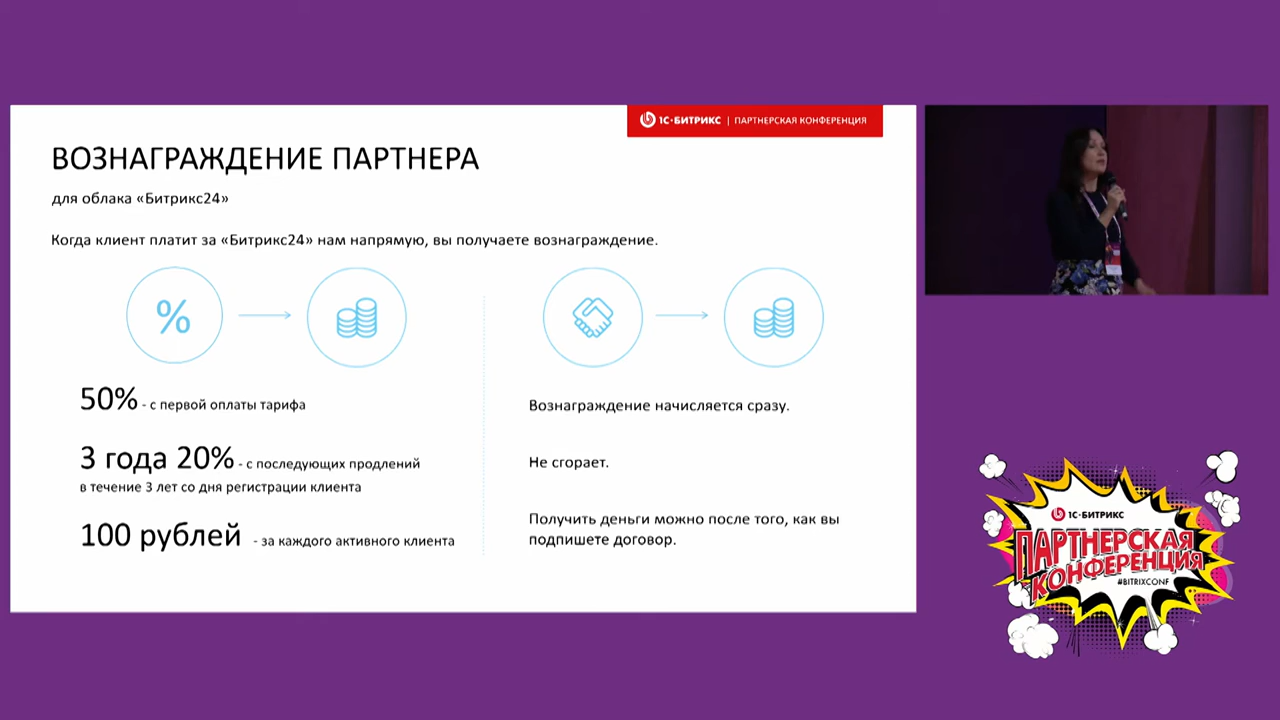 1С-БИТРИКС | ПАРТНЕРСКАЯ КОНФЕРЕНЦИЯ
ВОЗНАГРАЖДЕНИЕ ПАРТНЕРА
для облака «Битрикс24»
Когда клиент платит за «Битрикс24» нам напрямую, вы получаете вознаграждение.
%
50% - с первой оплаты тарифа
3 года 20% - с последующих продлений
в течение 3 лет со дня регистрации клиента
100 рублей - за каждого активного клиента
Вознаграждение начисляется сразу.
Не сгорает.
Получить деньги можно после того, как вы
подпишете договор.
1С-БИТРИКС
ПАРТНЕРСКАЯ
КОНФЕРЕНЦИЯ
#BITRIXCONF